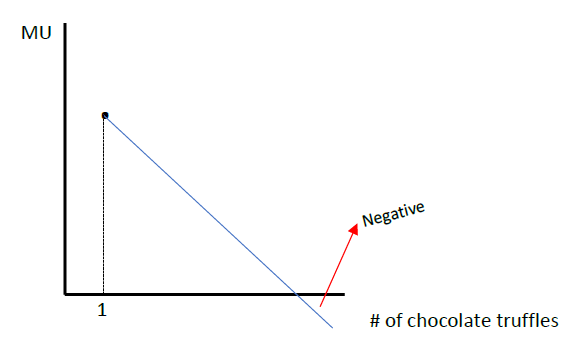 MU
Negative
1
# of chocolate truffles